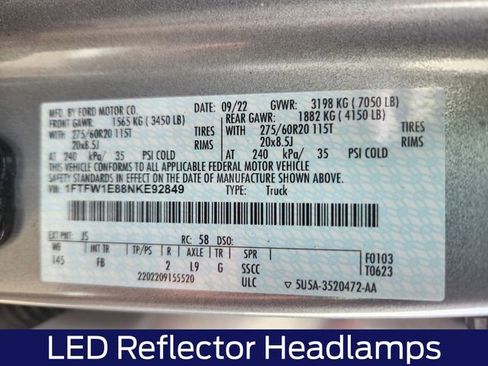 MFD. BY FORD MOTOR CO. 09/22 GVWR: 3198 KG ( 7050 LB)
FRONT GAWR: 1565 KG ( 3450 LB) REAR GAWR: 1882 KG ( 4150 LB)
WITH 275/60R20 115T TIRES WITH 275/60R20 115T TIRES
20x8.5J RIMS 20x8.5J RIMS
AT 240 kPa/ 35 PSI COLD AT 240 kPa/ 35 PSI COLD
THIS VEHICLE CONFORMS TO ALL APPLICABLE FEDERAL MOTOR VEHICLE
SAFETY STANDARDS IN EFFECT ON THE DATE OF MANUFACTURE SHOWN ABOVE.
VIN: 1FTFW1E88NKE92849 TYPE: Truck
EXT PNT: JS RC: 58 DSO: F0103
WB INT TR TP/PS R AXLE TR SPR T0623
145 FB 2 L9 G SSCC
2202209155520 ULC 5U5A-3520472-AA
LED Reflector Headlamps